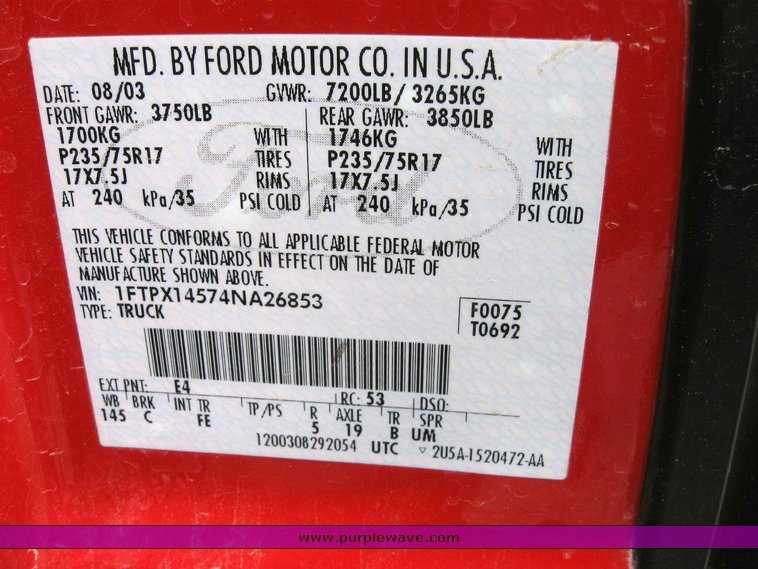 MFD. BY FORD MOTOR CO. IN U.S.A.
DATE: 08/03 GVWR: 7200LB / 3265KG
FRONT GAWR: 3750LB REAR GAWR: 3850LB
1700KG WITH 1746KG WITH
P235/75R17 TIRES P235/75R17 TIRES
17X7.5J RIMS 17X7.5J RIMS
AT 240 kPa/35 PSI COLD AT 240 kPa/35 PSI COLD
Ford
THIS VEHICLE CONFORMS TO ALL APPLICABLE FEDERAL MOTOR
VEHICLE SAFETY STANDARDS IN EFFECT ON THE DATE OF
MANUFACTURE SHOWN ABOVE.
VIN: 1FTPX14574NA26853 F0075
TYPE: TRUCK T0692
EXT PNT: E4 RC: 53 DSO:
WB BRK INT TR TP/PS R AXLE TR SPR
145 C FE 5 19 B UM
1200308292054 UTC ▽ 2U5A-1520472-AA
www.purplewave.com